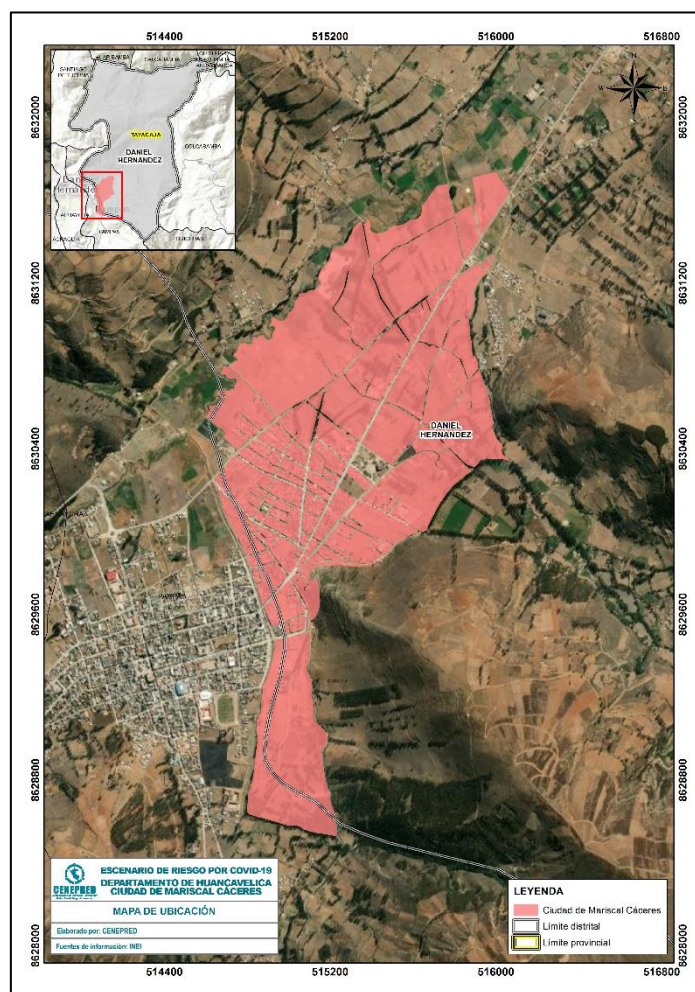 514400 515200 516000 516800
8632000
8631200
8630400
8629600
8628800
8628000
TAYACAJA
DANIEL
HERNANDEZ
COLCABAMBA
N
W
DANIEL
HERNANDEZ
CENEPRED
ESCENARIO DE RIESGO POR COVID-19
DEPARTAMENTO DE HUANCAVELICA
CIUDAD DE MARISCAL CÁCERES
MAPA DE UBICACIÓN
Elaborado por: CENEPRED
Fuentes de información: INEI
LEYENDA
Ciudad de Mariscal Cáceres
Límite distrital
Límite provincial
8632000
8631200
8630400
8629600
8628800
8628000
514400 515200 516000 516800